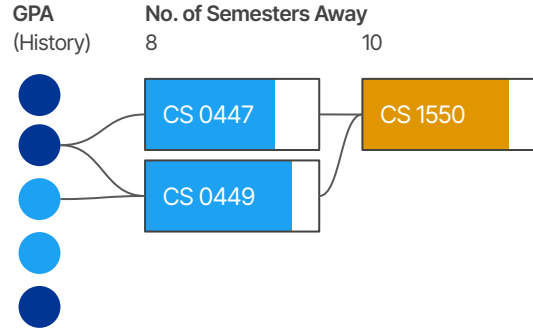 GPA
(History)
No. of Semesters Away
8
10
CS 0447
CS 1550
CS 0449